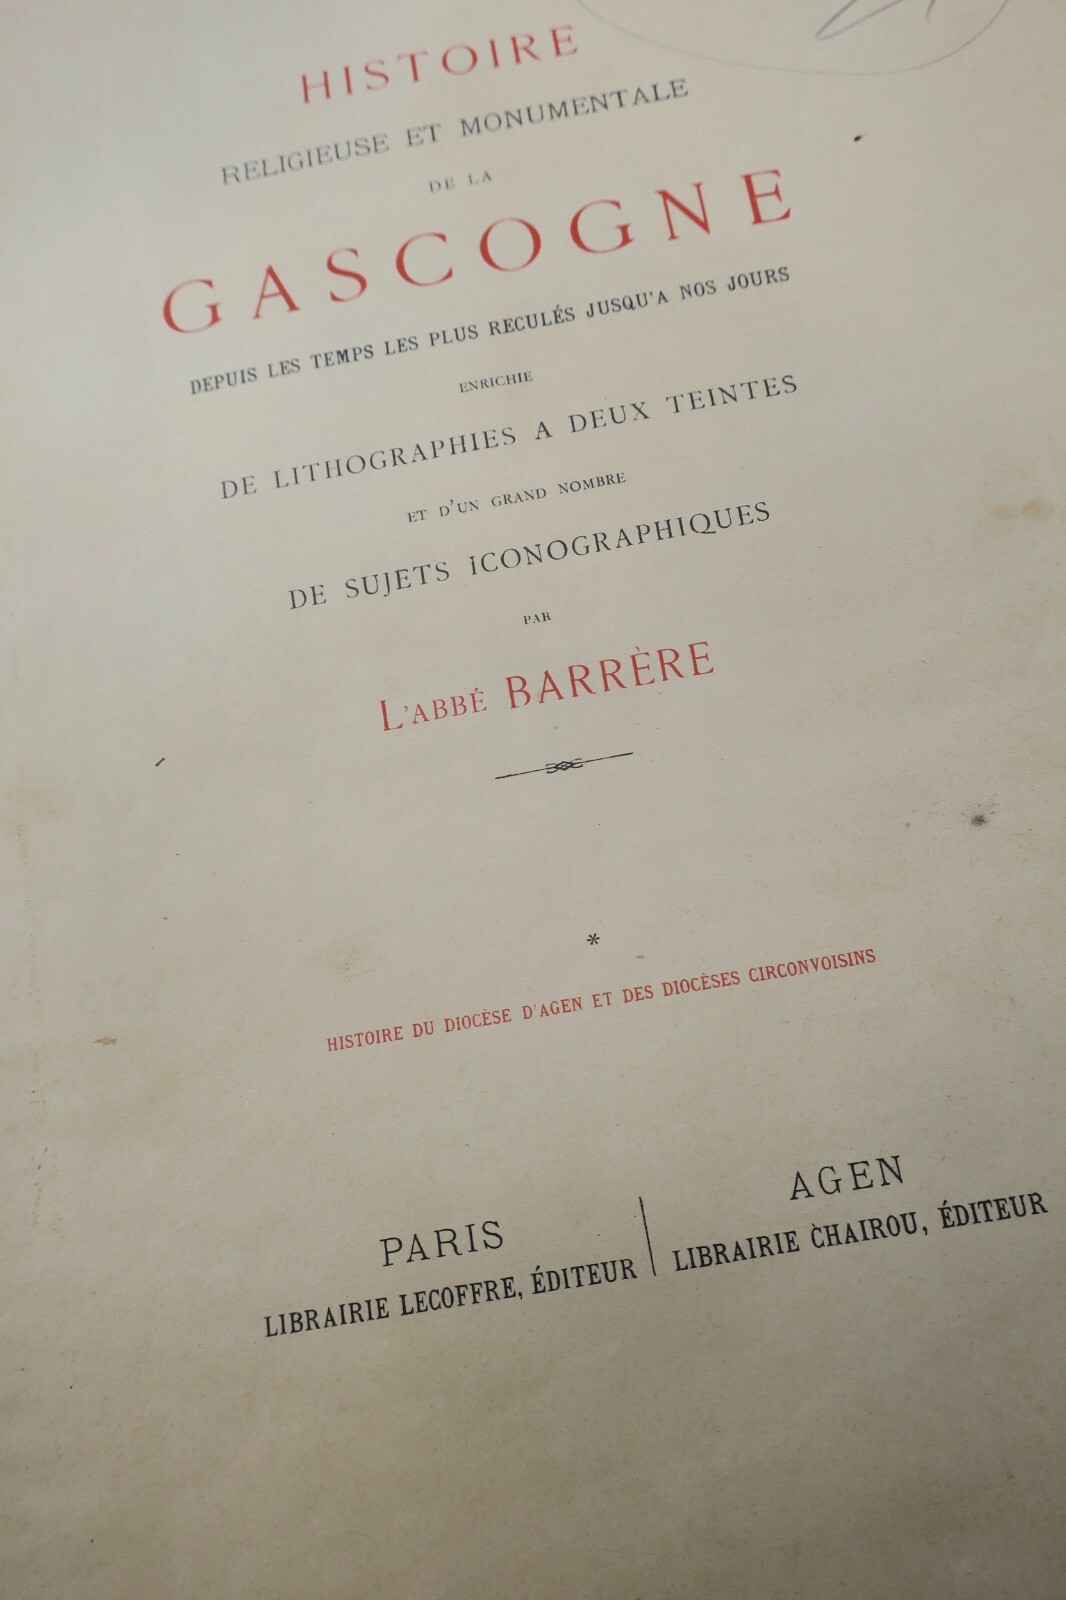 HISTOIRE
RELIGIEUSE ET MONUMENTALE
DE LA
GASCOGNE
DEPUIS LES TEMPS LES PLUS RECULÉS JUSQU'A NOS JOURS
ENRICHIE
DE LITHOGRAPHIES A DEUX TEINTES
ET D'UN GRAND NOMBRE
DE SUJETS ICONOGRAPHIQUES
PAR
L'ABBÉ BARRÈRE
*
HISTOIRE DU DIOCÈSE D'AGEN ET DES DIOCÈSES CIRCONVOISINS
PARIS
LIBRAIRIE LECOFFRE, ÉDITEUR
AGEN
LIBRAIRIE CHAIROU, ÉDITEUR